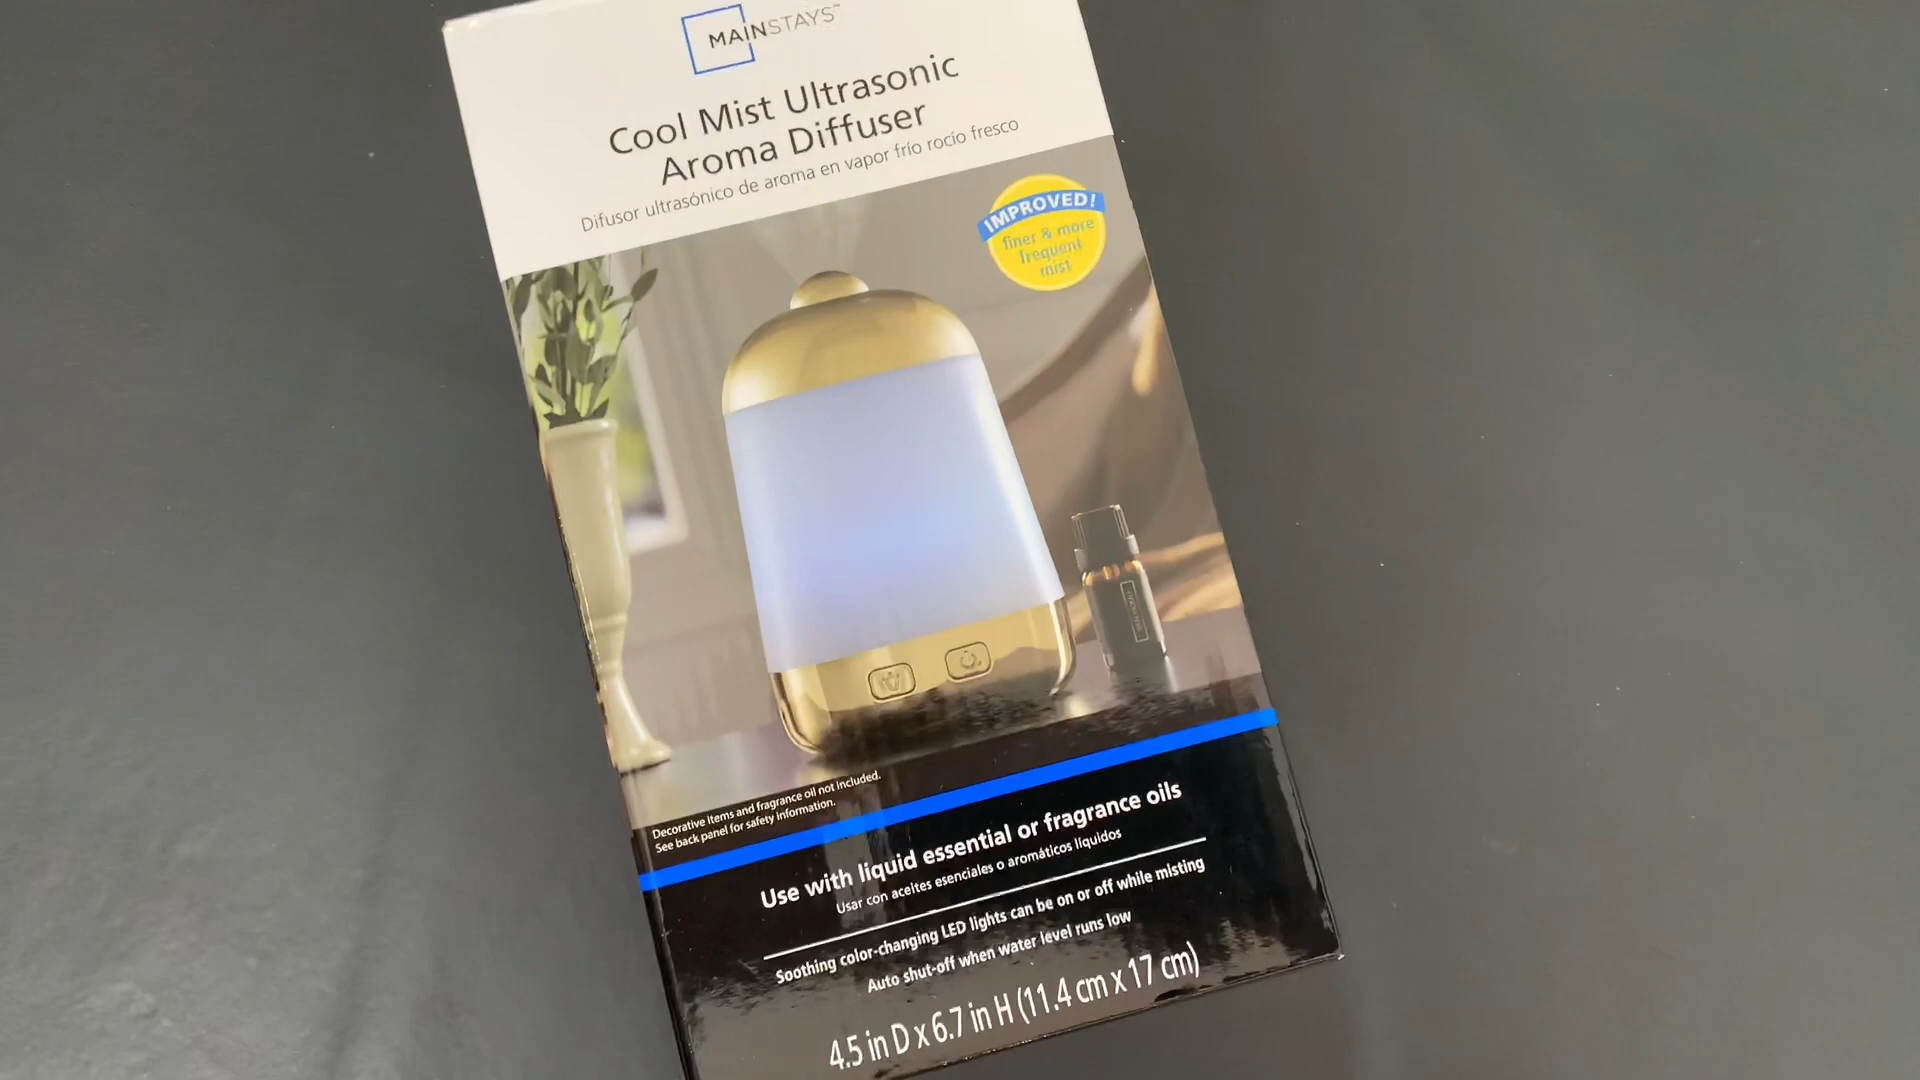 MAINSTAYS™
Cool Mist Ultrasonic
Aroma Diffuser
Difusor ultrasónico de aroma en vapor frío rocío fresco
IMPROVED!
finer & more
frequent
mist
Decorative items and fragrance oil not included.
See back panel for safety information.
Use with liquid essential or fragrance oils
Usar con aceites esenciales o aromáticos líquidos
Soothing color-changing LED lights can be on or off while misting
Auto shut-off when water level runs low
4.5 in D x 6.7 in H (11.4 cm x 17 cm)